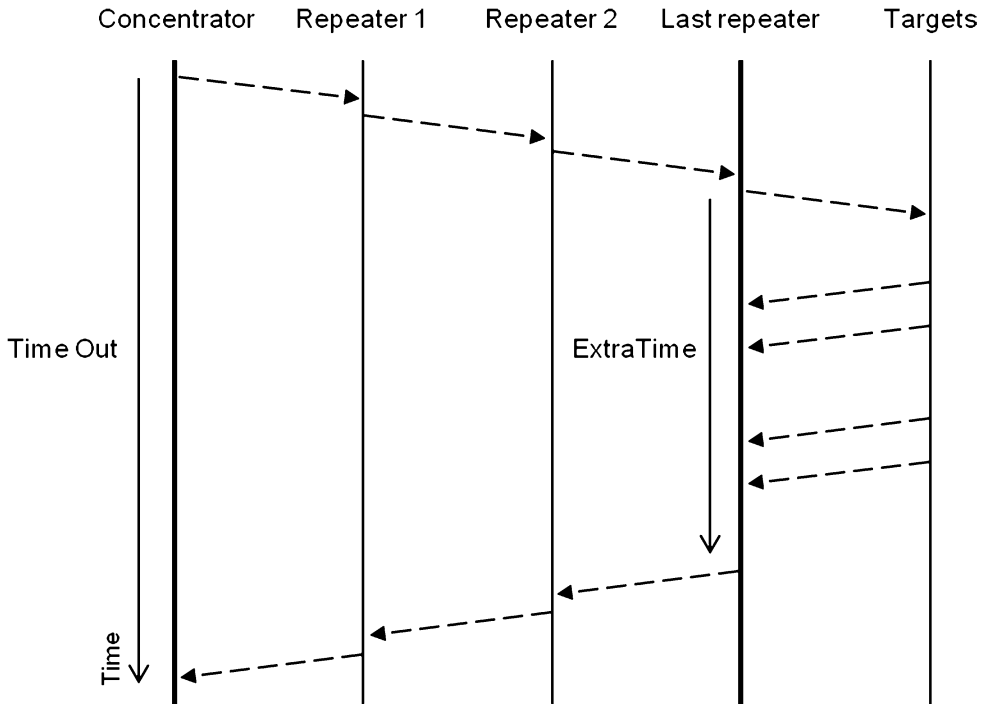 Concentrator
Repeater 1
Repeater 2
Last repeater
Targets
Time Out
ExtraTime
Time